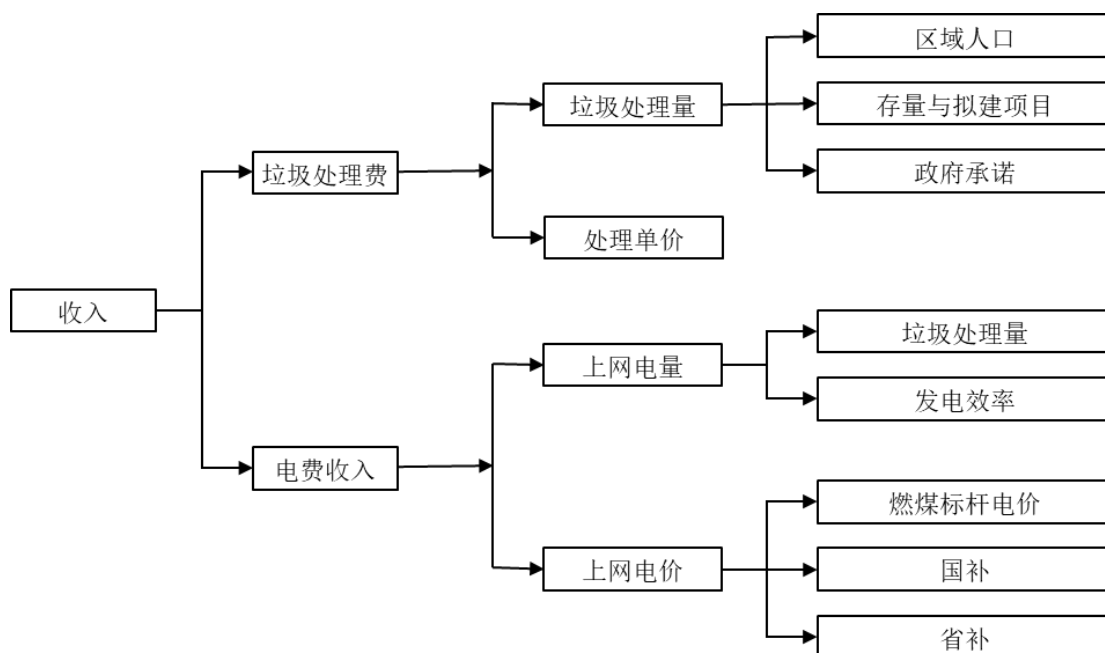 区域人口
垃圾处理量
存量与拟建项目
垃圾处理费
政府承诺
处理单价
收入
垃圾处理量
上网电量
发电效率
电费收入
燃煤标杆电价
上网电价
国补
省补